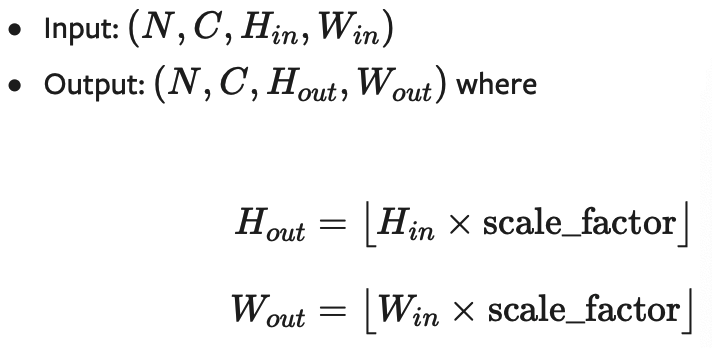 • Input: (N, C, H_in, W_in)
• Output: (N, C, H_out, W_out) where
H_out = ⌊H_in × scale_factor⌋
W_out = ⌊W_in × scale_factor⌋